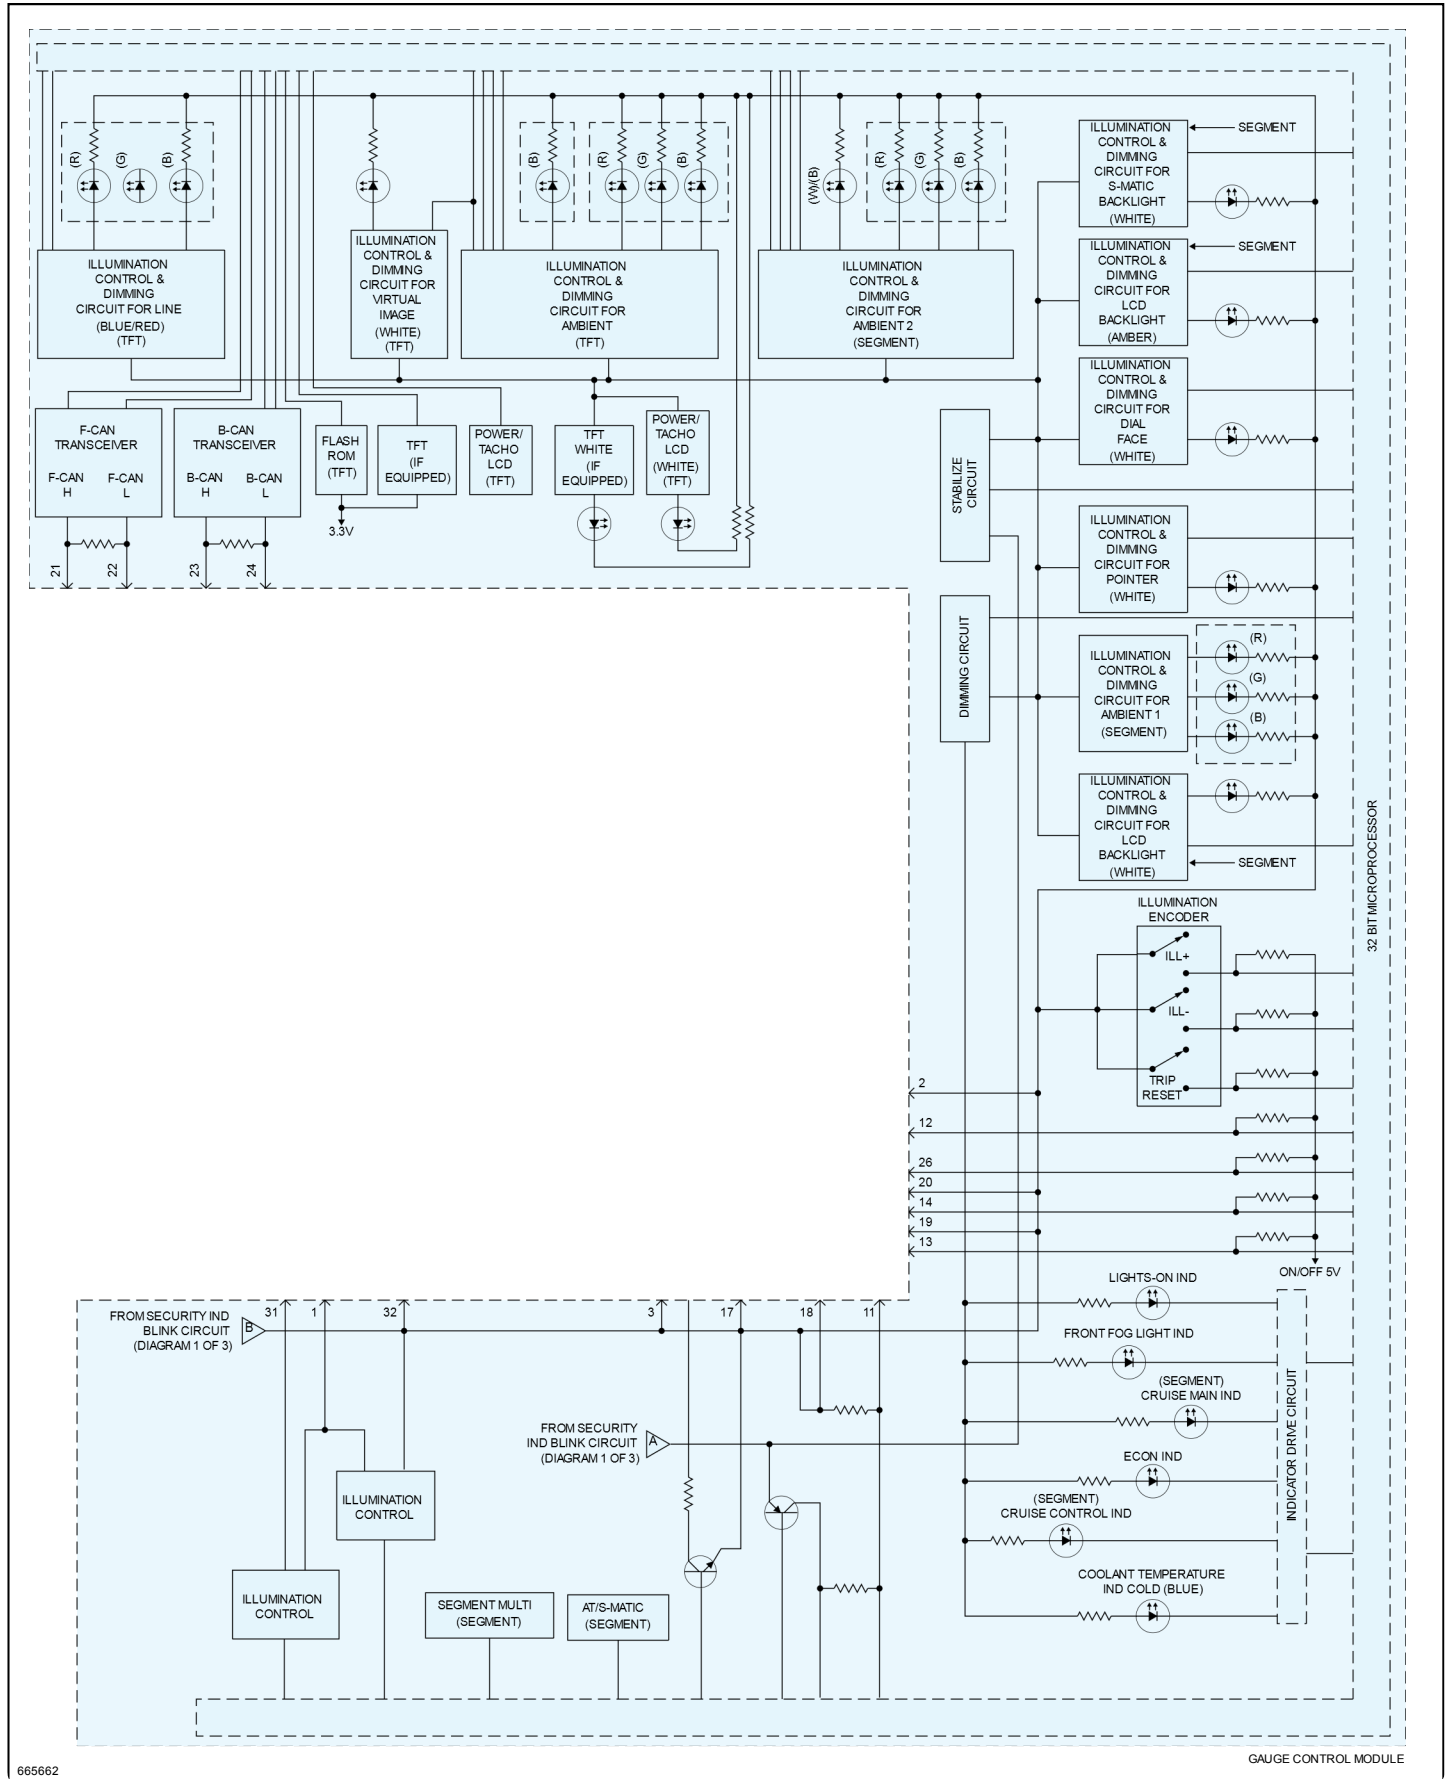 (R)
(G)
(B)
(B)
(R)
(G)
(B)
(W)/(B)
(R)
(G)
(B)
ILLUMINATION
CONTROL &
DIMMING
CIRCUIT FOR LINE
(BLUE/RED)
(TFT)
ILLUMINATION
CONTROL &
DIMMING
CIRCUIT FOR
VIRTUAL
IMAGE
(WHITE)
(TFT)
ILLUMINATION
CONTROL &
DIMMING
CIRCUIT FOR
AMBIENT
(TFT)
ILLUMINATION
CONTROL &
DIMMING
CIRCUIT FOR
AMBIENT 2
(SEGMENT)
ILLUMINATION
CONTROL &
DIMMING
CIRCUIT FOR
S-MATIC
BACKLIGHT
(WHITE)
SEGMENT
ILLUMINATION
CONTROL &
DIMMING
CIRCUIT FOR
LCD
BACKLIGHT
(AMBER)
SEGMENT
ILLUMINATION
CONTROL &
DIMMING
CIRCUIT FOR
DIAL
FACE
(WHITE)
F-CAN
TRANSCEIVER
F-CAN
H
F-CAN
L
B-CAN
TRANSCEIVER
B-CAN
H
B-CAN
L
FLASH
ROM
(TFT)
TFT
(IF
EQUIPPED)
POWER/
TACHO
LCD
(TFT)
TFT
WHITE
(IF
EQUIPPED)
POWER/
TACHO
LCD
(WHITE)
(TFT)
3.3V
21
22
23
24
STABILIZE
CIRCUIT
ILLUMINATION
CONTROL &
DIMMING
CIRCUIT FOR
POINTER
(WHITE)
DIMMING CIRCUIT
ILLUMINATION
CONTROL &
DIMMING
CIRCUIT FOR
AMBIENT 1
(SEGMENT)
(R)
(G)
(B)
ILLUMINATION
CONTROL &
DIMMING
CIRCUIT FOR
LCD
BACKLIGHT
(WHITE)
SEGMENT
32 BIT MICROPROCESSOR
ILLUMINATION
ENCODER
ILL+
ILL-
TRIP
RESET
2
12
26
20
14
19
13
ON/OFF 5V
LIGHTS-ON IND
FRONT FOG LIGHT IND
(SEGMENT)
CRUISE MAIN IND
ECON IND
(SEGMENT)
CRUISE CONTROL IND
COOLANT TEMPERATURE
IND COLD (BLUE)
INDICATOR DRIVE CIRCUIT
31
1
32
3
17
18
11
FROM SECURITY IND
BLINK CIRCUIT
(DIAGRAM 1 OF 3)
B
FROM SECURITY
IND BLINK CIRCUIT
(DIAGRAM 1 OF 3)
A
ILLUMINATION
CONTROL
ILLUMINATION
CONTROL
SEGMENT MULTI
(SEGMENT)
AT/S-MATIC
(SEGMENT)
GAUGE CONTROL MODULE
665662